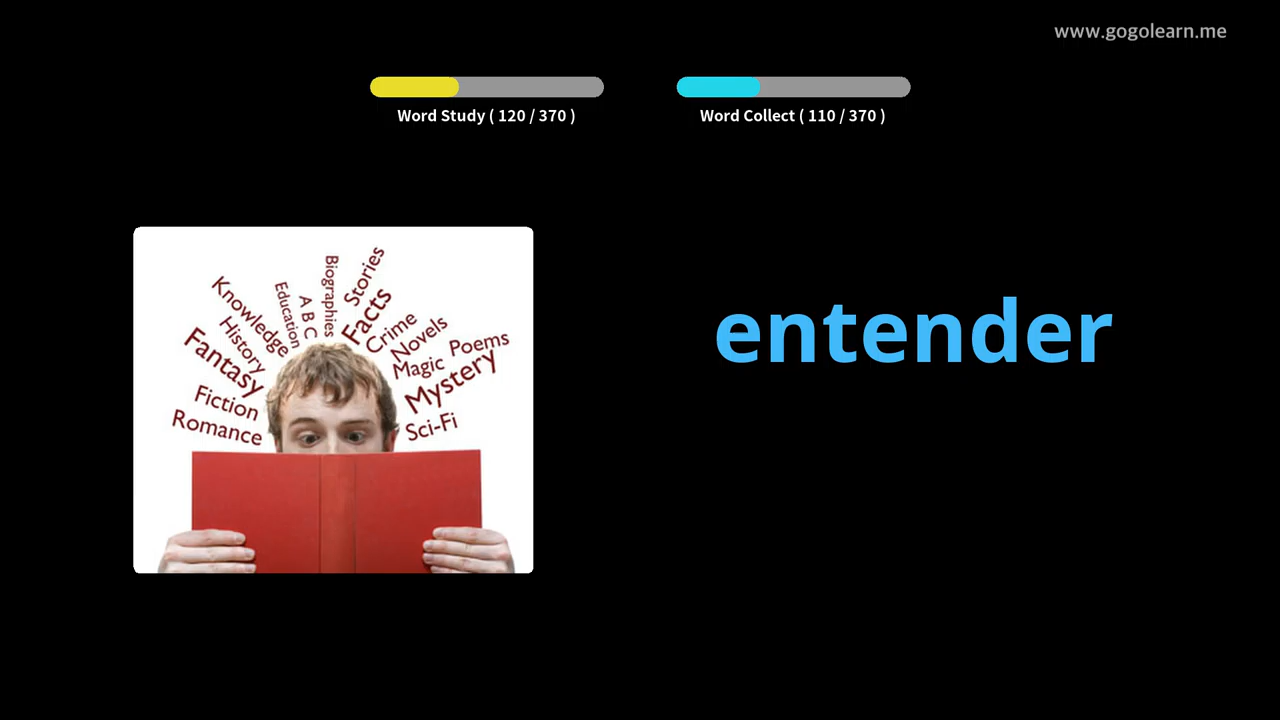 www.gogolearn.me
Word Study ( 120 / 370 )
Word Collect ( 110 / 370 )
Knowledge
Education
A B C
Biographies
Stories
Facts
History
Crime
Novels
Fantasy
Magic
Poems
Mystery
Fiction
Romance
Sci-Fi
entender